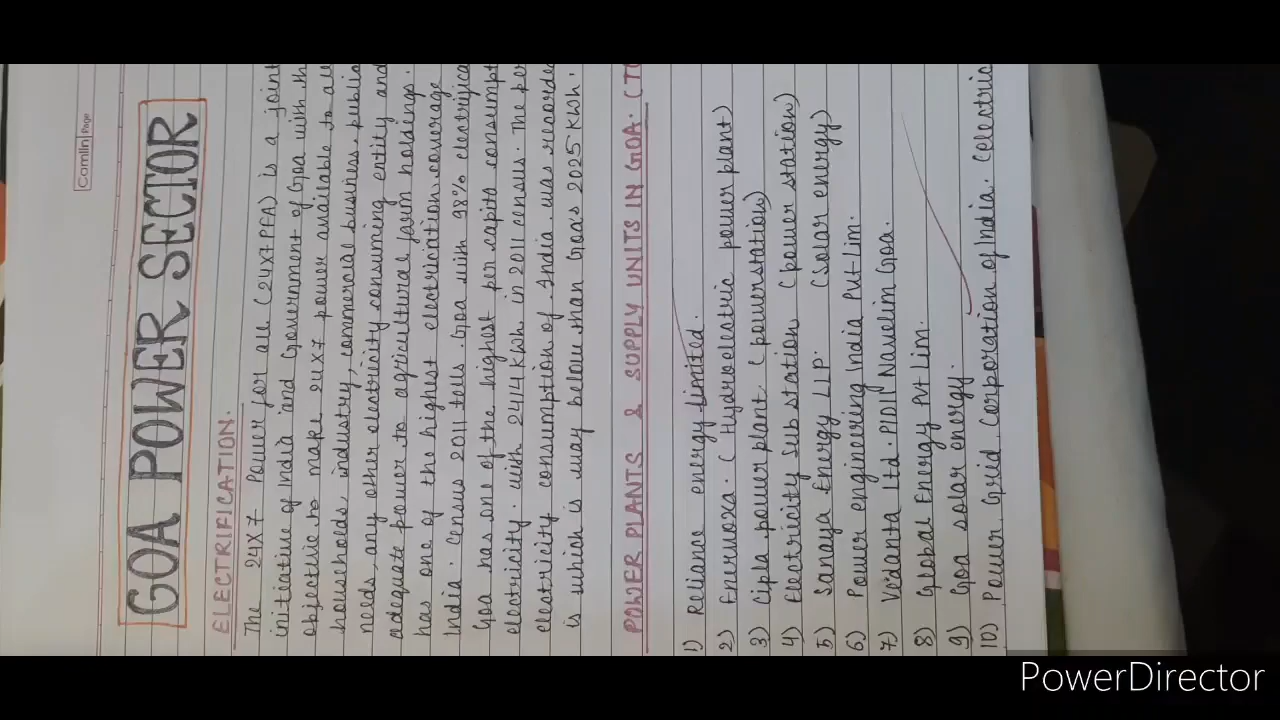 Camlin Page
GOA POWER SECTOR
ELECTRIFICATION.
The 24X7 Power for all (24x7 PFA) is a joint
initiative of India and Government of Goa with th
objective to make 24X7 power available to all
households, industry, commercial business, public
needs, any other electricity consuming entity and
adequate power to agricultural farm holdings.
has one of the highest electriciation coverage
India. Census 2011 tells. Goa with 98% electrifica
Goa has one of the highest per capita consumpt
electricity. with 2414 KWh in 2011 census. The per
electricity consumption of India was recorde
is which is way below than Goa's 2025 KWh.
POWER PLANTS & SUPPLY UNITS IN GOA. (TO
1) Reliance energy Limited.
2) Enermoxa. (Hydroelectric power plant)
3) Cipla power plant. (powerstation)
4) Electricity sub station (power station)
5) Sanaya Energy LLP. (Solar energy)
6) Power engineering India Pvt Lim.
7) Vedanta Ltd. PID11 Navelim Goa.
8) Global Energy Pvt Lim.
9) Goa solar energy.
10) Power Grid Corporation of India. (electric
PowerDirector